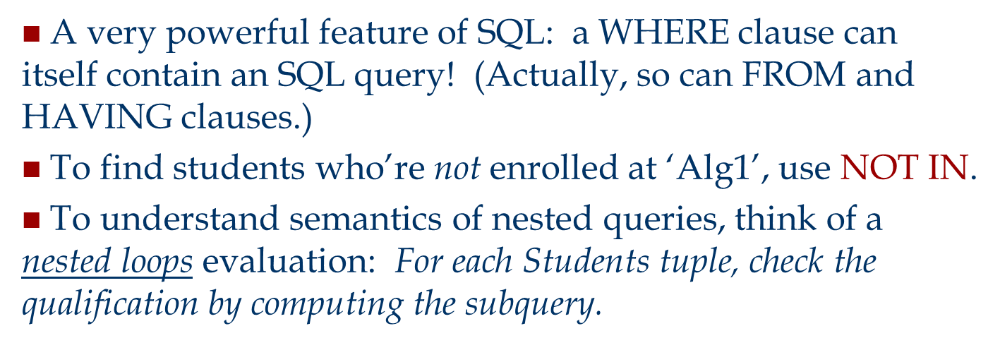 ■ A very powerful feature of SQL:  a WHERE clause can
itself contain an SQL query!  (Actually, so can FROM and
HAVING clauses.)
■ To find students who’re not enrolled at ‘Alg1’, use NOT IN.
■ To understand semantics of nested queries, think of a
nested loops evaluation:  For each Students tuple, check the
qualification by computing the subquery.